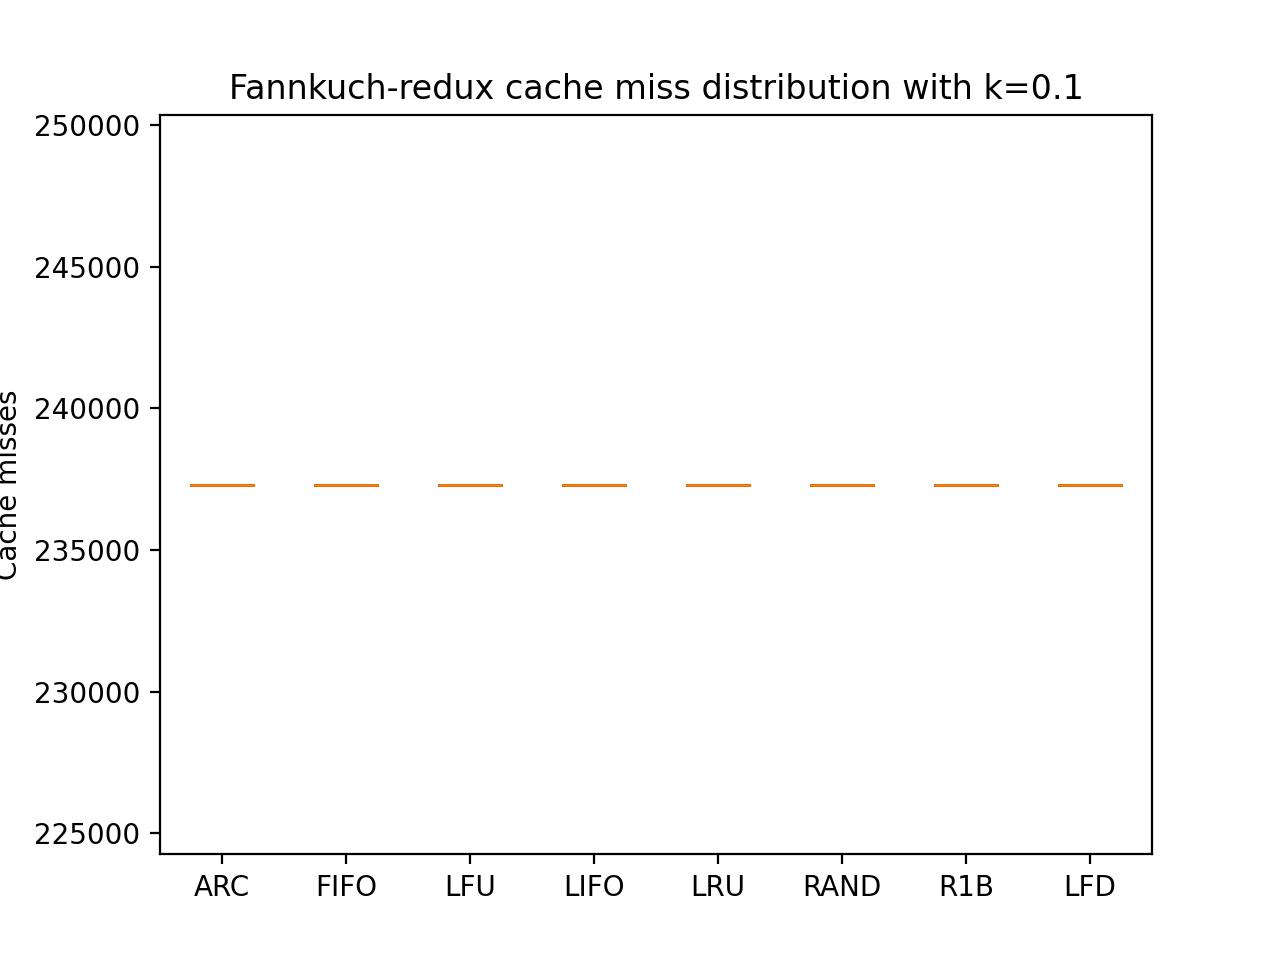 Fannkuch-redux cache miss distribution with k=0.1
250000
245000
240000
235000
230000
225000
Cache misses
ARC FIFO LFU LIFO LRU RAND R1B LFD